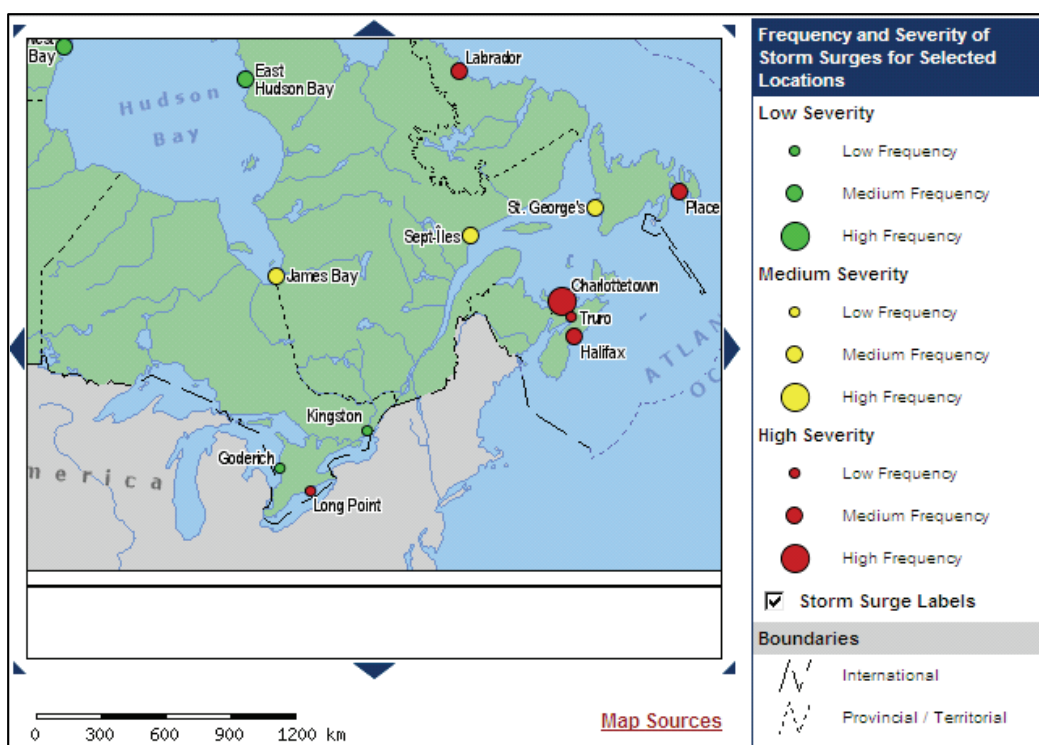 West
Bay
East
Hudson Bay
Labrador
Hudson
Bay
St. George's
Place
Sept-Îles
James Bay
Charlottetown
Truro
Halifax
ATLAN
OC
Kingston
Goderich
merica
Long Point
0 300 600 900 1200 km
Map Sources
Frequency and Severity of
Storm Surges for Selected
Locations
Low Severity
Low Frequency
Medium Frequency
High Frequency
Medium Severity
Low Frequency
Medium Frequency
High Frequency
High Severity
Low Frequency
Medium Frequency
High Frequency
Storm Surge Labels
Boundaries
International
Provincial / Territorial